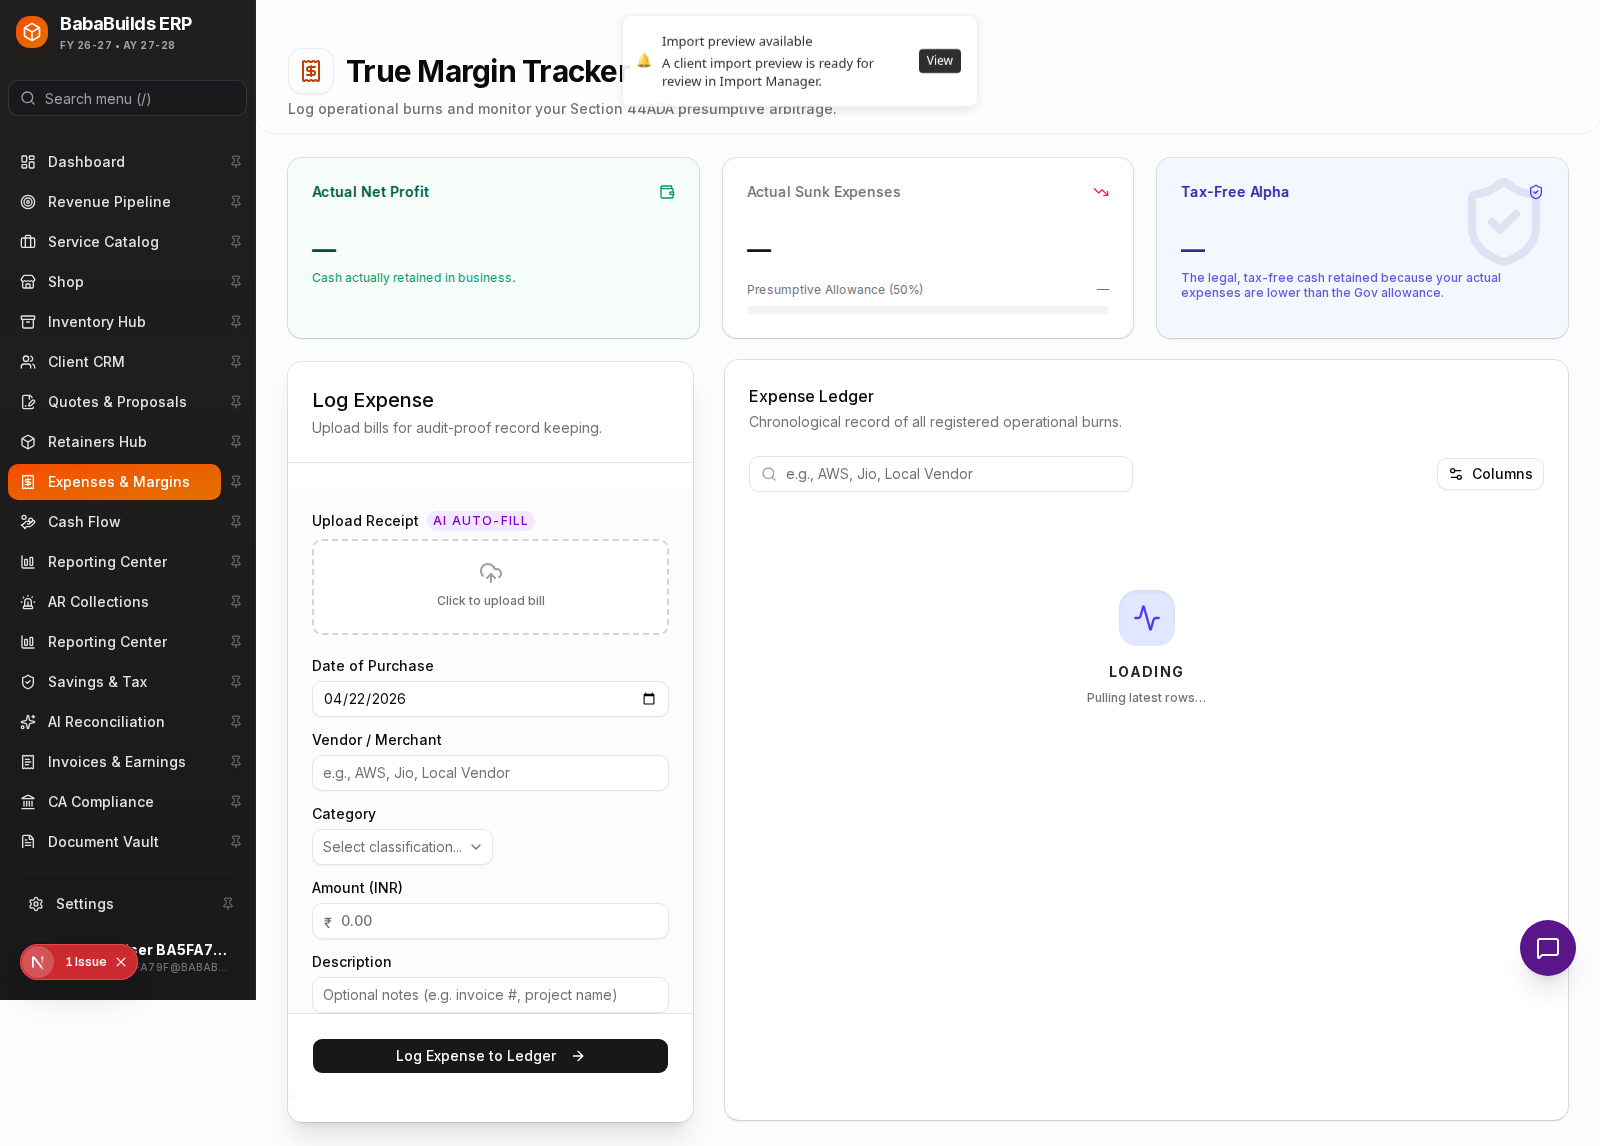 BabaBuilds ERP
FY 26-27 • AY 27-28
Search menu (/)
Dashboard
Revenue Pipeline
Service Catalog
Shop
Inventory Hub
Client CRM
Quotes & Proposals
Retainers Hub
Expenses & Margins
Cash Flow
Reporting Center
AR Collections
Reporting Center
Savings & Tax
AI Reconciliation
Invoices & Earnings
CA Compliance
Document Vault
Settings
ser BA5FA7...
A79F@BABAB...
1 Issue
True Margin Tracker
Log operational burns and monitor your Section 44ADA presumptive arbitrage.
Import preview available
A client import preview is ready for
review in Import Manager.
View
Actual Net Profit
—
Cash actually retained in business.
Actual Sunk Expenses
—
Presumptive Allowance (50%) —
Tax-Free Alpha
—
The legal, tax-free cash retained because your actual
expenses are lower than the Gov allowance.
Log Expense
Upload bills for audit-proof record keeping.
Upload Receipt AI AUTO-FILL
Click to upload bill
Date of Purchase
04/22/2026
Vendor / Merchant
e.g., AWS, Jio, Local Vendor
Category
Select classification...
Amount (INR)
₹ 0.00
Description
Optional notes (e.g. invoice #, project name)
Log Expense to Ledger
Expense Ledger
Chronological record of all registered operational burns.
e.g., AWS, Jio, Local Vendor
Columns
LOADING
Pulling latest rows...